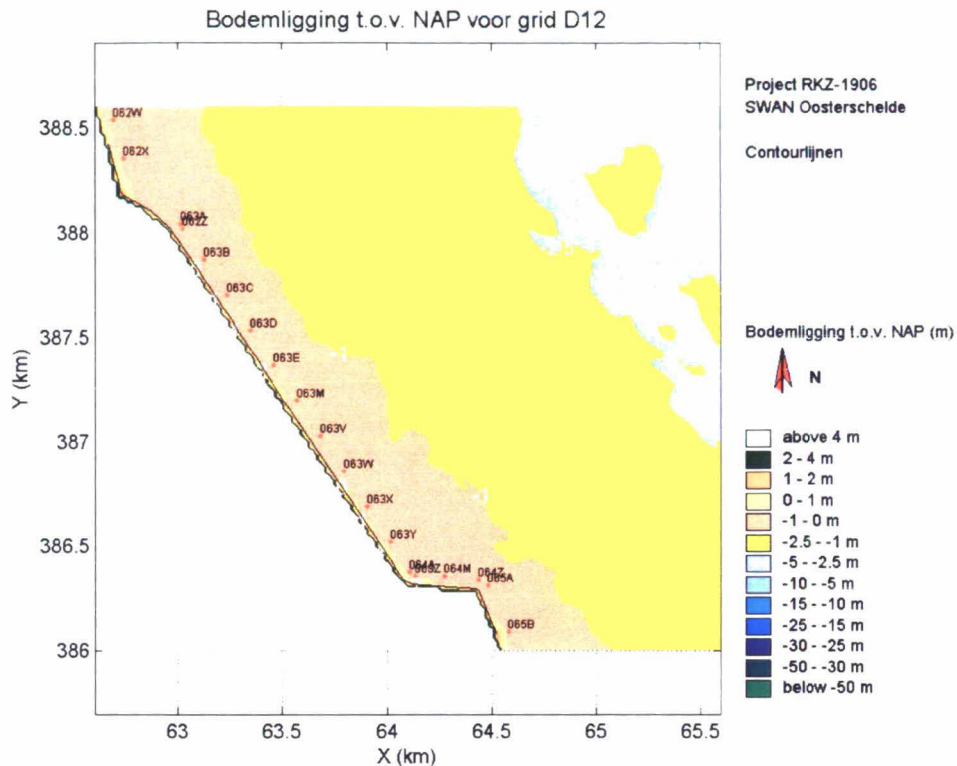 Bodemligging t.o.v. NAP voor grid D12
Project RKZ-1906
SWAN Oosterschelde
Contourlijnen
Bodemligging t.o.v. NAP (m)
N
above 4 m
2 - 4 m
1 - 2 m
0 - 1 m
-1 - 0 m
-2.5 - -1 m
-5 - -2.5 m
-10 - -5 m
-15 - -10 m
-25 - -15 m
-30 - -25 m
-50 - -30 m
below -50 m
Y (km)
388.5
388
387.5
387
386.5
386
062W
062X
063A
062Z
063B
063C
063D
063E
063M
063V
063W
063X
063Y
064A
063Z
064M
064Z
065A
065B
63
63.5
64
64.5
65
65.5
X (km)